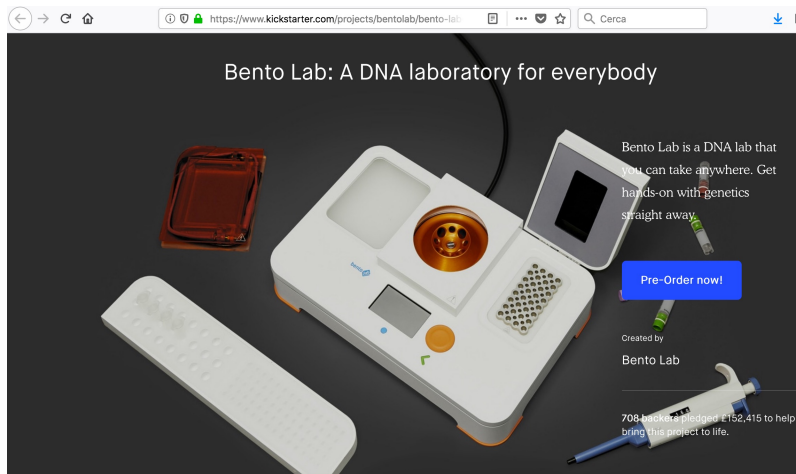 https://www.kickstarter.com/projects/bentolab/bento-lab
Cerca
Bento Lab: A DNA laboratory for everybody
Bento Lab is a DNA lab that
you can take anywhere. Get
hands-on with genetics
straight away.
bento
Pre-Order now!
Created by
Bento Lab
708 backers pledged £152,415 to help
bring this project to life.